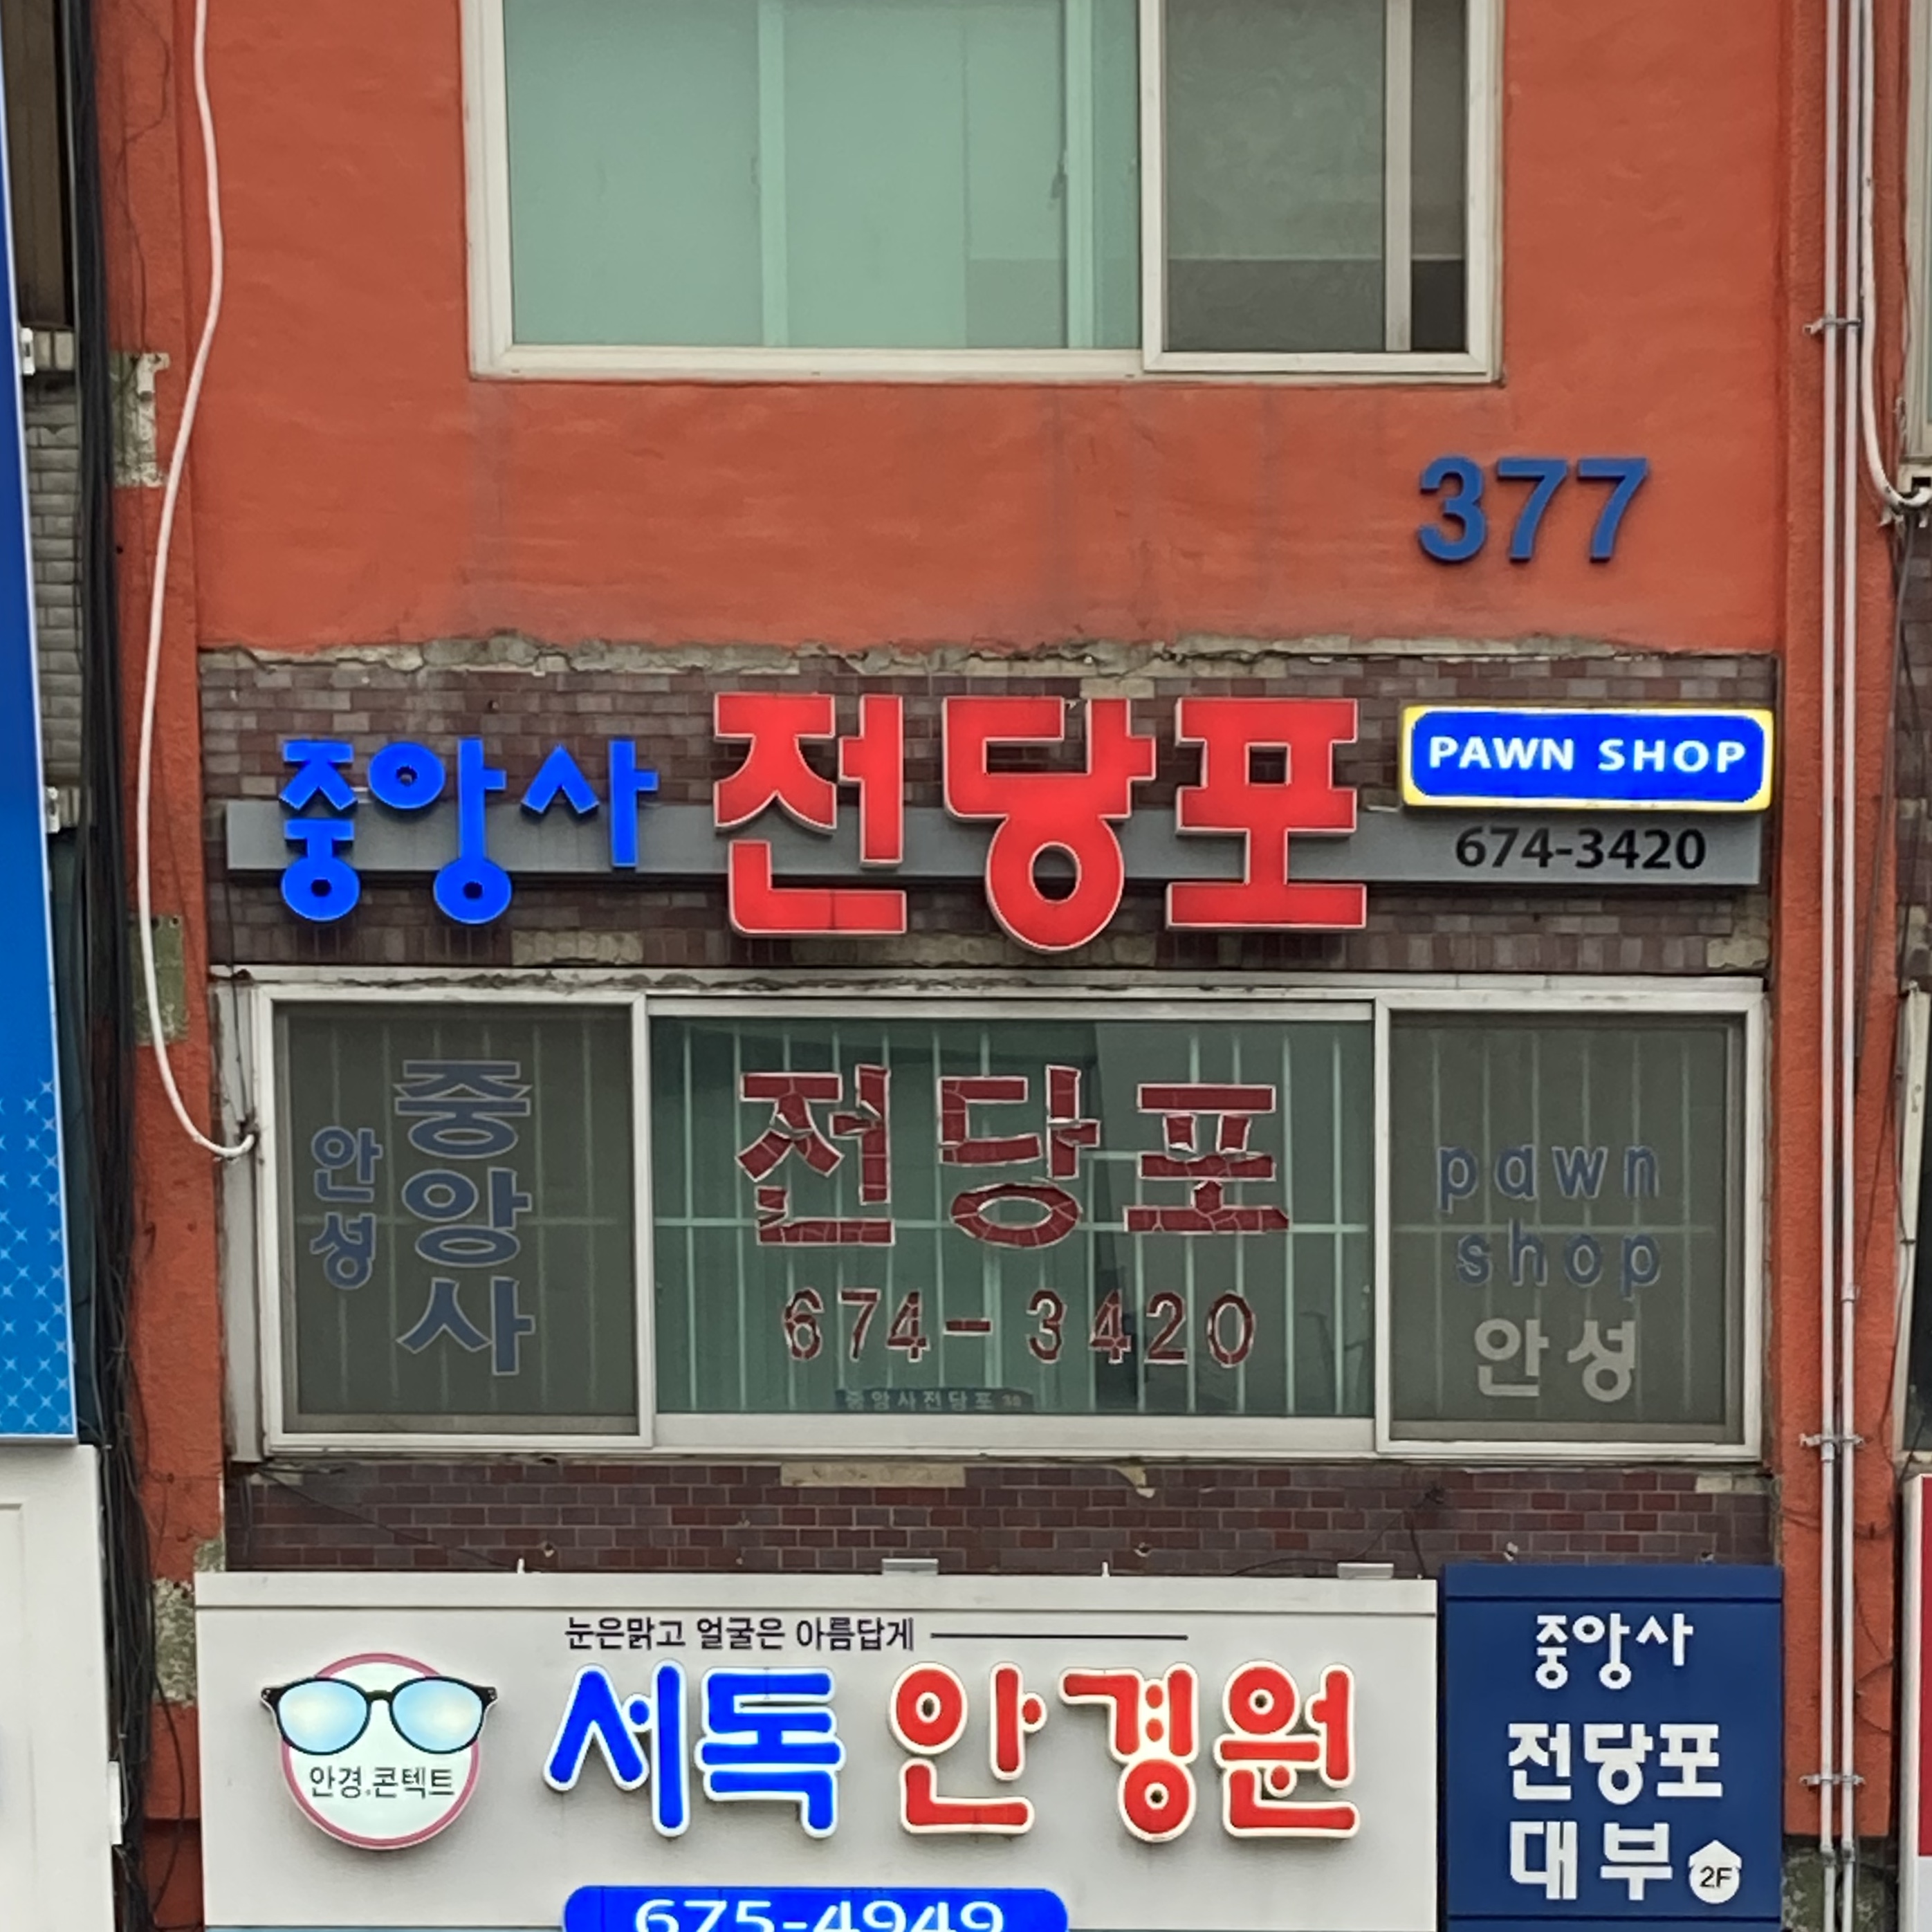 377
중앙사 전당포 PAWN SHOP
674-3420
안성 중앙사
전당포
674-3420
중앙사전당포
pawn
shop
안성
눈은맑고 얼굴은 아름답게
서독 안경원
안경.콘텍트
675-4949
중앙사
전당포
대부 2F